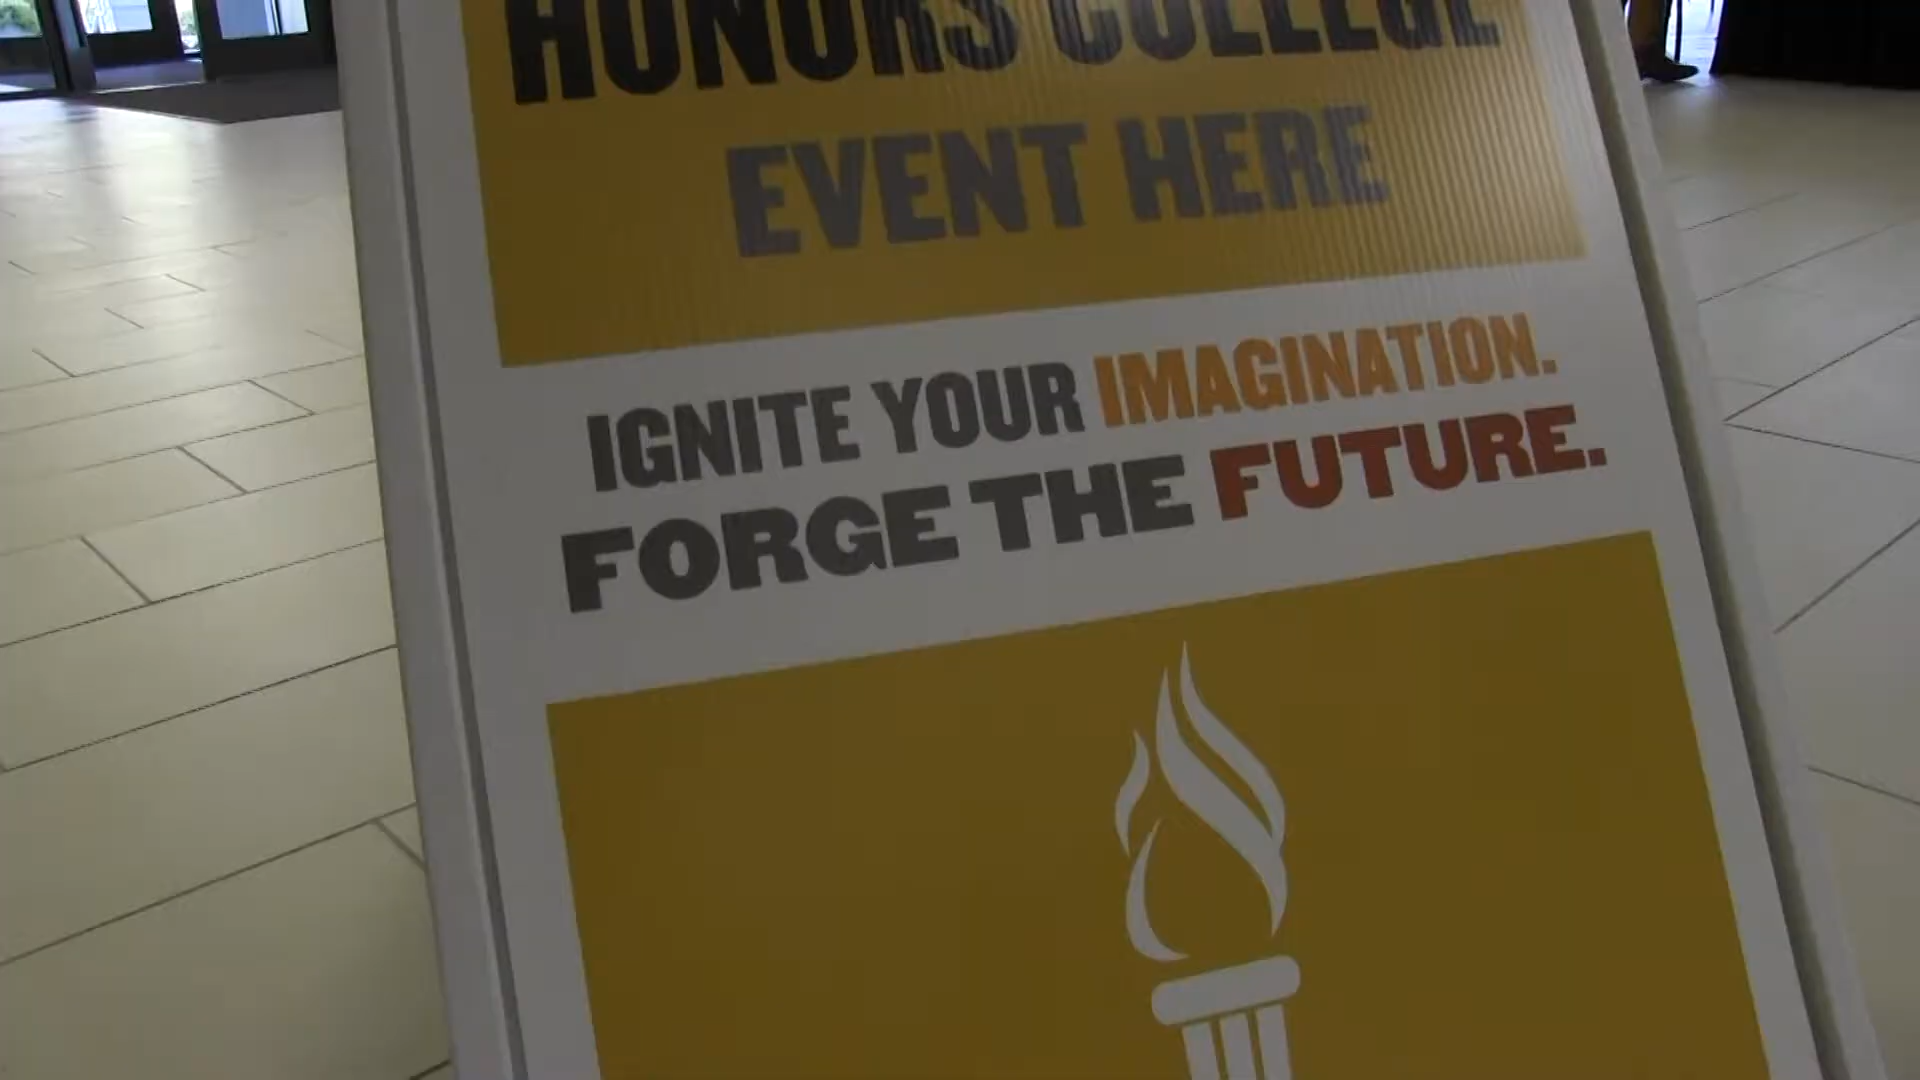 HONORS COLLEGE
EVENT HERE
IGNITE YOUR IMAGINATION.
FORGE THE FUTURE.